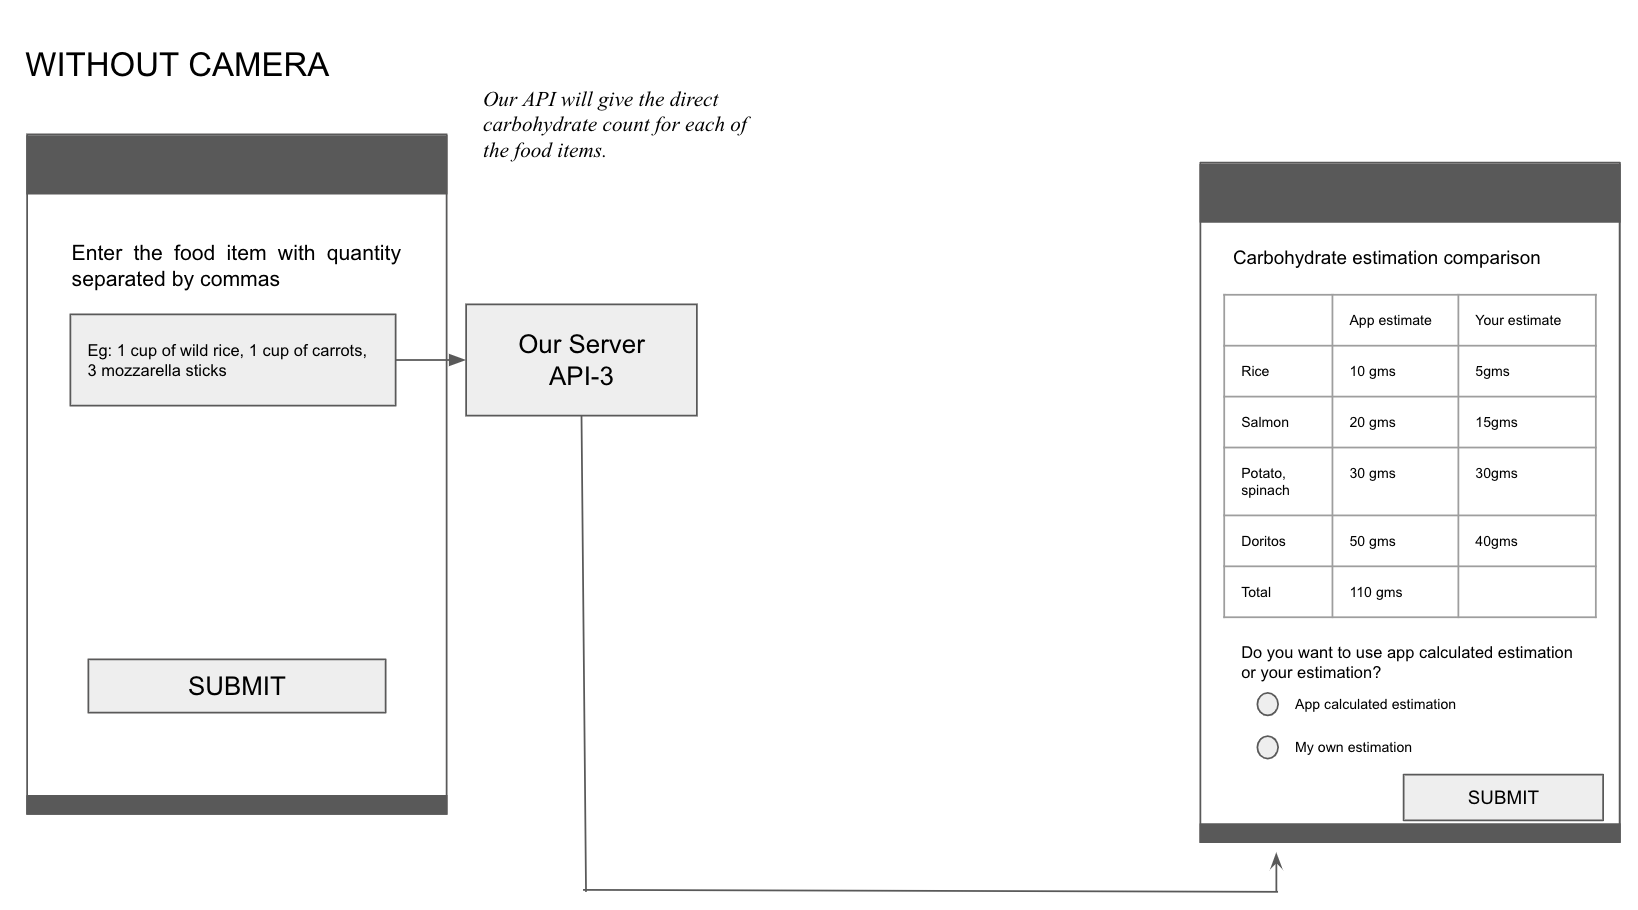 WITHOUT CAMERA
Our API will give the direct
carbohydrate count for each of
the food items.
Enter the food item with quantity
separated by commas
Eg: 1 cup of wild rice, 1 cup of carrots,
3 mozzarella sticks
SUBMIT
Our Server
API-3
Carbohydrate estimation comparison
App estimate Your estimate
Rice 10 gms 5gms
Salmon 20 gms 15gms
Potato, 30 gms 30gms
spinach
Doritos 50 gms 40gms
Total 110 gms
Do you want to use app calculated estimation
or your estimation?
App calculated estimation
My own estimation
SUBMIT